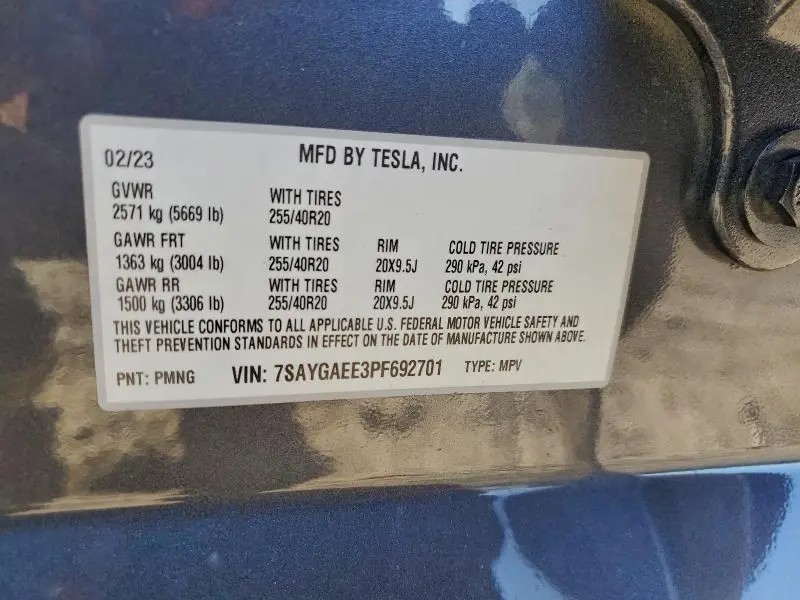 02/23 MFD BY TESLA, INC.
GVWR WITH TIRES
2571 kg (5669 lb) 255/40R20
GAWR FRT WITH TIRES RIM COLD TIRE PRESSURE
1363 kg (3004 lb) 255/40R20 20X9.5J 290 kPa, 42 psi
GAWR RR WITH TIRES RIM COLD TIRE PRESSURE
1500 kg (3306 lb) 255/40R20 20X9.5J 290 kPa, 42 psi
THIS VEHICLE CONFORMS TO ALL APPLICABLE U.S. FEDERAL MOTOR VEHICLE SAFETY AND
THEFT PREVENTION STANDARDS IN EFFECT ON THE DATE OF MANUFACTURE SHOWN ABOVE.
PNT: PMNG VIN: 7SAYGAEE3PF692701 TYPE: MPV